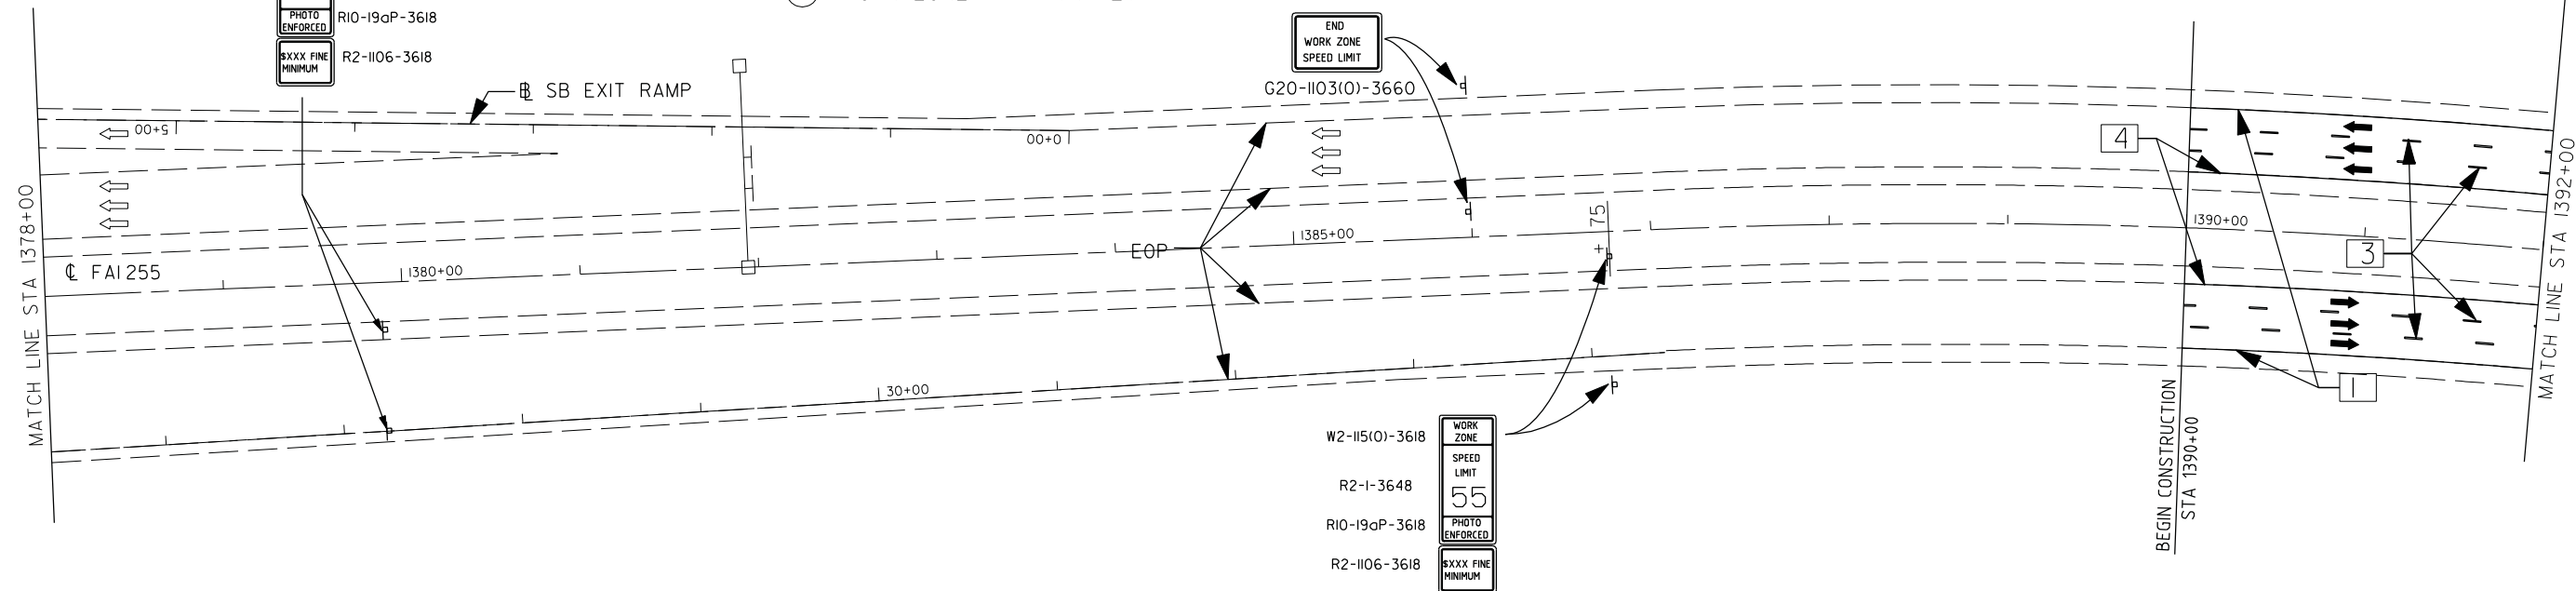 PHOTO
ENFORCED
R10-19aP-3618
$XXX FINE
MINIMUM
R2-1106-3618
END
WORK ZONE
SPEED LIMIT
G20-1103(O)-3660
℄ SB EXIT RAMP
5+00
0+00
MATCH LINE STA 1378+00
℄ FAI 255
1380+00
EOP
1385+00
+ 75
30+00
4
1390+00
3
1
MATCH LINE STA 1392+00
BEGIN CONSTRUCTION
STA 1390+00
W2-115(O)-3618
WORK
ZONE
SPEED
LIMIT
55
R2-1-3648
R10-19aP-3618
PHOTO
ENFORCED
R2-1106-3618
$XXX FINE
MINIMUM